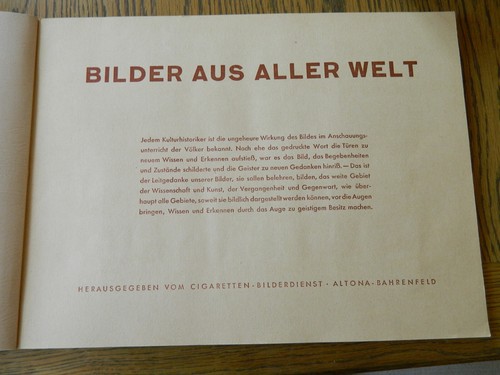 BILDER AUS ALLER WELT
Jedem Kulturhistoriker ist die ungeheure Wirkung des Bildes im Anschauungs-
unterricht der Völker bekannt. Noch ehe das gedruckte Wort die Türen zu
neuem Wissen und Erkennen aufstieß, war es das Bild, das Begebenheiten
und Zustände schilderte und die Geister zu neuen Gedanken hinriß. — Das ist
der Leitgedanke unserer Bilder, sie sollen belehren, bilden, das weite Gebiet
der Wissenschaft und Kunst, der Vergangenheit und Gegenwart, wie über-
haupt alle Gebiete, soweit sie bildlich dargestellt werden können, vor die Augen
bringen, Wissen und Erkennen durch das Auge zu geistigem Besitz machen.
HERAUSGEGEBEN VOM CIGARETTEN-BILDERDIENST · ALTONA-BAHRENFELD